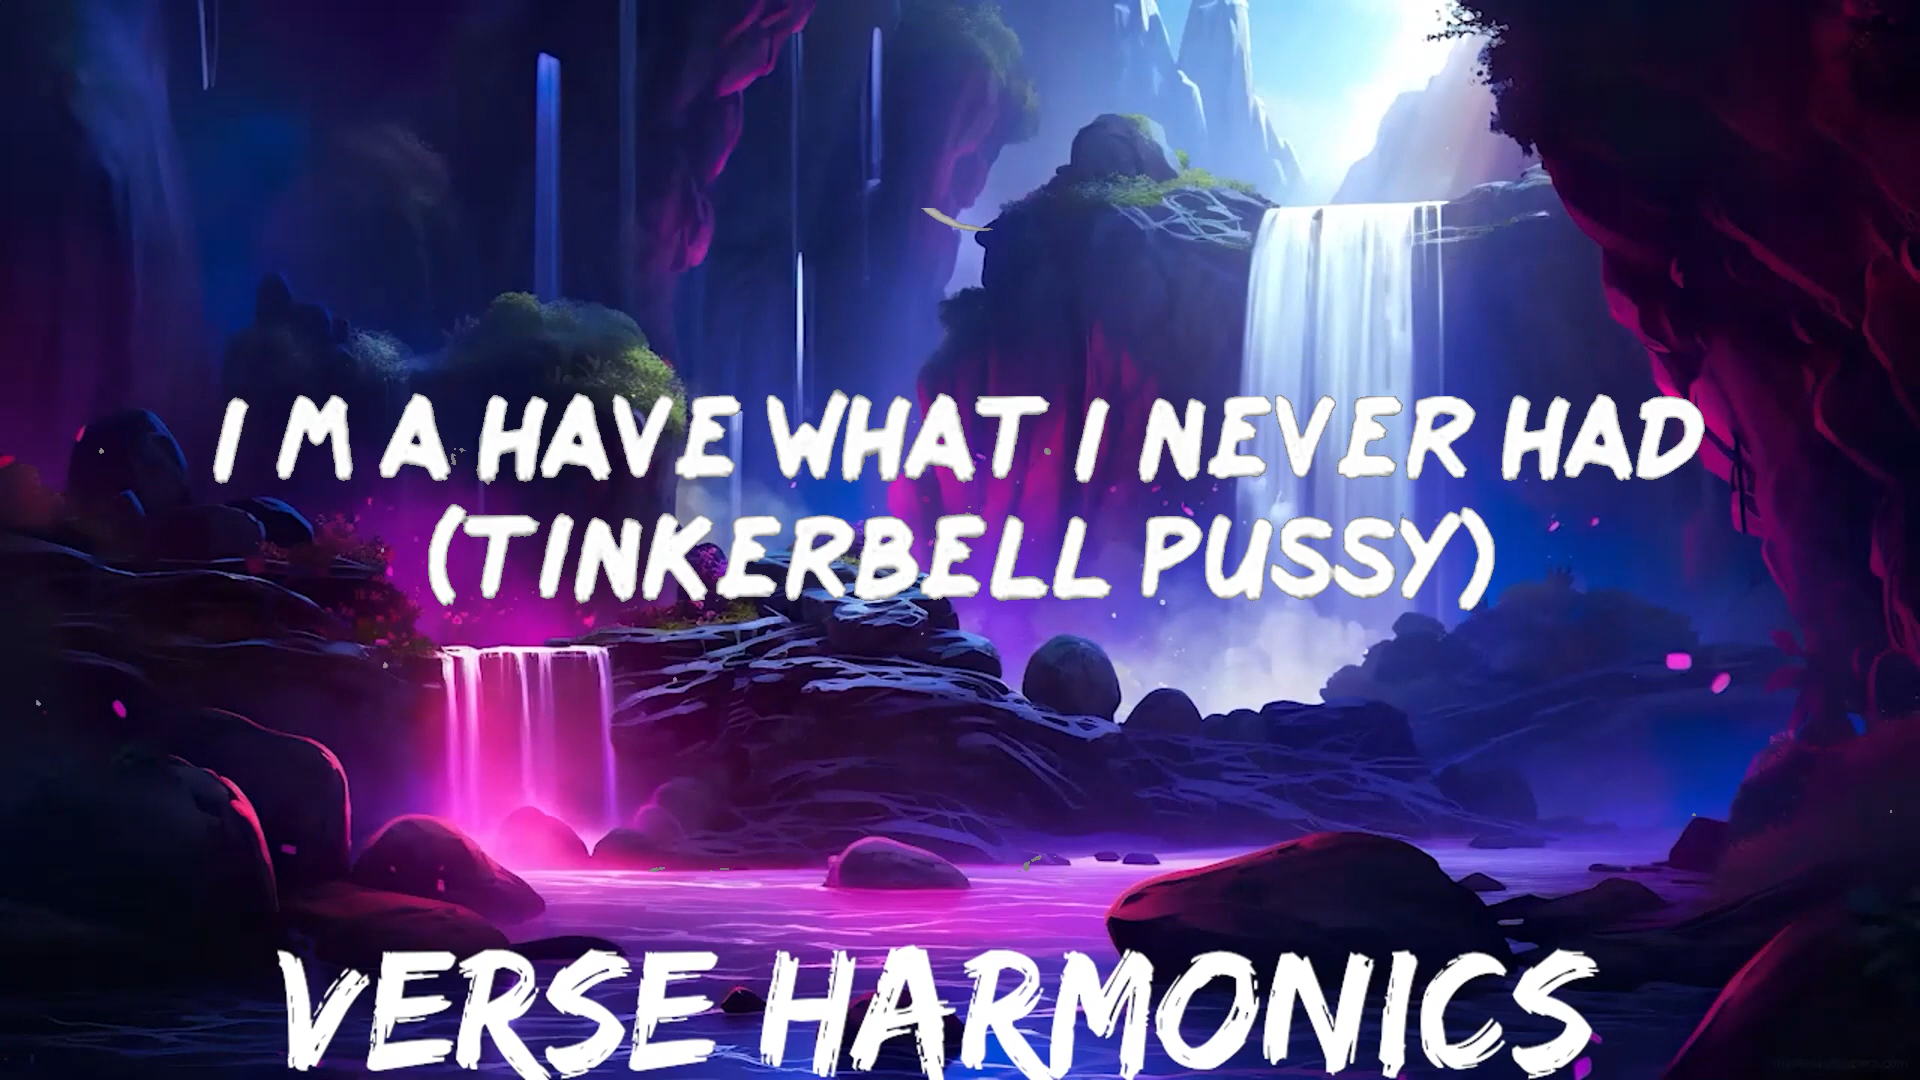 I M A HAVE WHAT I NEVER HAD
(TINKERBELL PUSSY)
VERSE HARMONICS